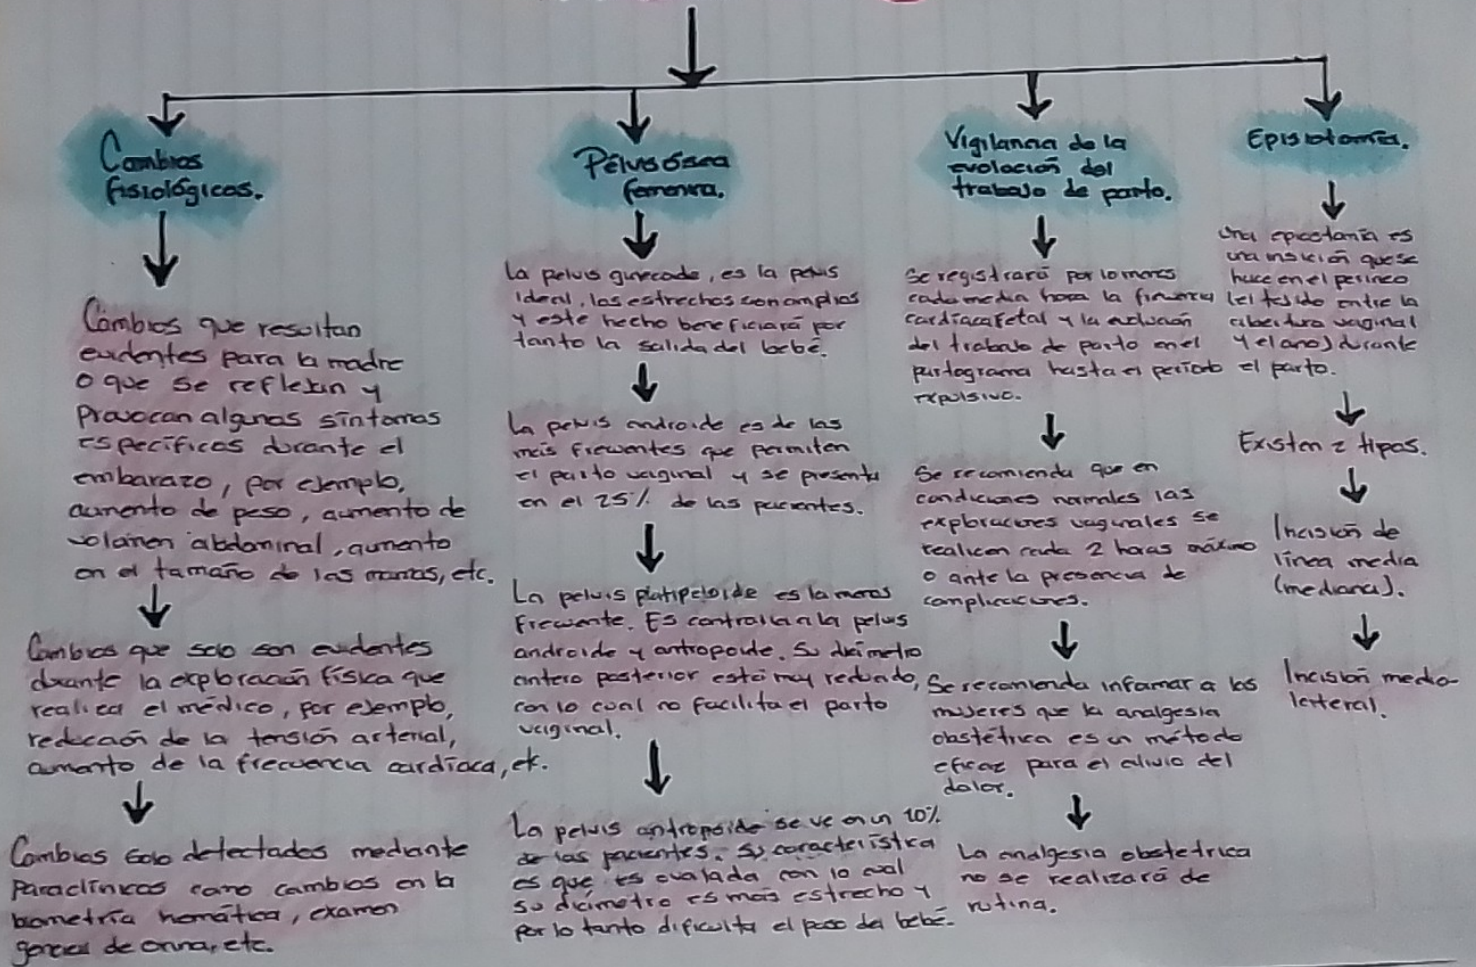 Cambios
fisiológicos.
Cambios que resultan
evidentes para la madre
o que se reflejan y
provocan algunas síntomas
específicos durante el
embarazo, por ejemplo,
aumento de peso, aumento de
volumen abdominal, aumento
en el tamaño de las mamas, etc.
Cambios que solo son evidentes
durante la exploración física que
realiza el médico, por ejemplo,
reducción de la tensión arterial,
aumento de la frecuencia cardíaca, etc.
Cambios solo detectados mediante
Paraclínicos como cambios en la
biometría hemática, examen
general de orina, etc.
Pélvis ósea
femenina.
La pelvis ginecoide, es la pelvis
ideal, los estrechos son amplios
y este hecho beneficiará por
tanto la salida del bebé.
La pelvis androide es de las
más frecuentes que permiten
el parto vaginal y se presenta
en el 25% de las pacientes.
La pelvis platipeloide es la menos
frecuente. Es contraria a la pelvis
androide y antropoide. Su diámetro
antero posterior está muy reducido,
con lo cual no facilita el parto
vaginal.
La pelvis antropoide se ve en un 10%
de las pacientes. Su característica
es que es ovalada con lo cual
su diámetro es más estrecho y
por lo tanto dificulta el paso del bebé.
Vigilancia de la
evolución del
trabajo de parto.
Se registrará por lo menos
cada media hora la frecuencia
cardíaca fetal y la evolución
del trabajo de parto en el
partograma hasta el periodo
expulsivo.
Se recomienda que en
condiciones normales las
exploraciones vaginales se
realicen cada 2 horas máximo
o ante la presencia de
complicaciones.
Se recomienda informar a las
mujeres que la analgesia
obstétrica es un método
eficaz para el alivio del
dolor.
La analgesia obstetrica
no se realizará de
rutina.
Episiotomía.
Una episiotomía es
una insición que se
hace en el perineo
(el tejido entre la
abertura vaginal
y el ano) durante
el parto.
Existen 2 tipos.
Incisión de
línea media
(mediana).
Incisión medio-
lateral.